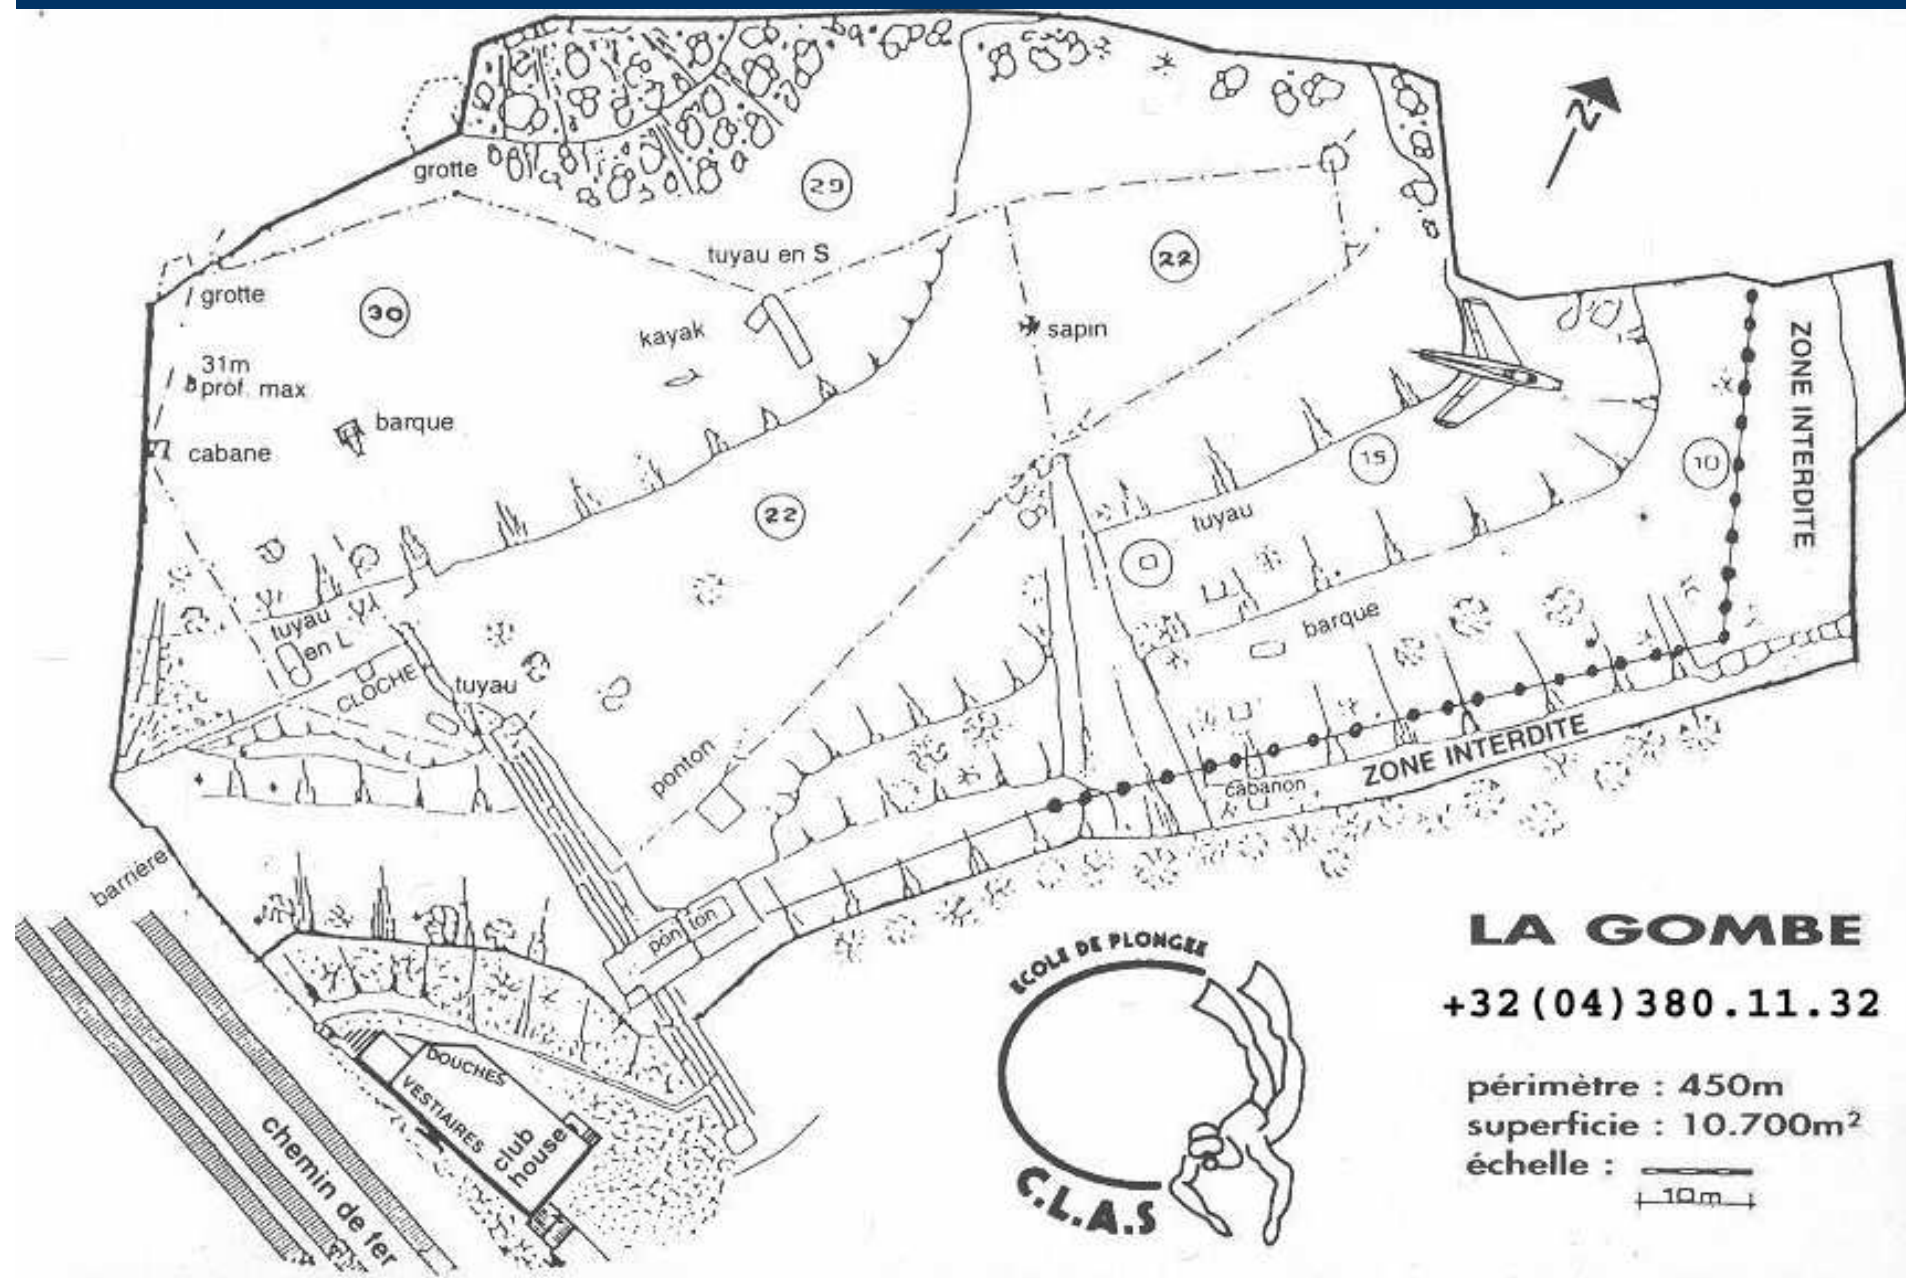 grotte
29
N
tuyau en S
22
grotte
30
kayak
sapin
31m
prof. max
barque
cabane
15
10
ZONE INTERDITE
22
tuyau
0
tuyau
en L
CLOCHE
barque
tuyau
ponton
cabanon
ZONE INTERDITE
barrière
ponton
DOUCHES
VESTIAIRES
club
house
chemin de fer
ECOLE DE PLONGEE
C.L.A.S
LA GOMBE
+32(04)380.11.32
périmètre : 450m
superficie : 10.700m²
échelle :
10m